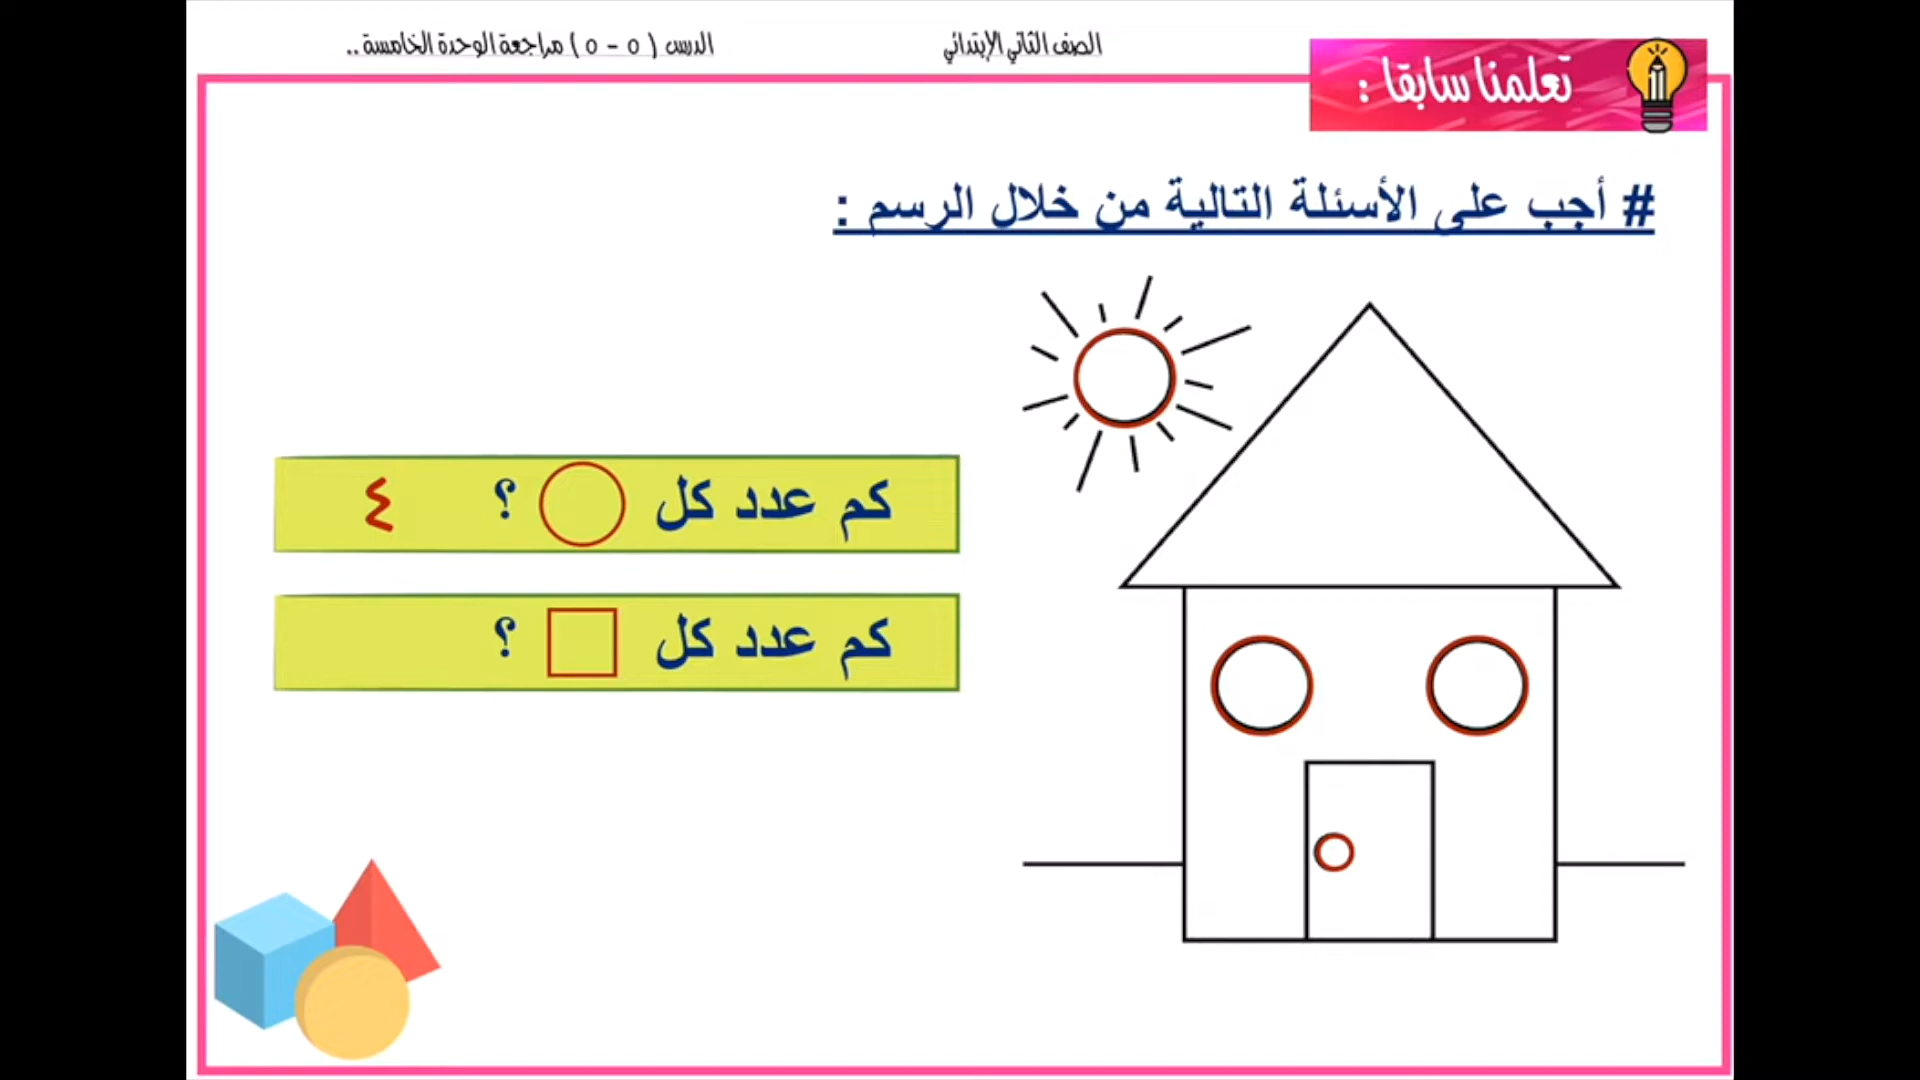 الصف الثاني الإبتدائي
الدرس ( ٥ - ٥ ) مراجعة الوحدة الخامسة ..
تعلمنا سابقا :
# أجب على الأسئلة التالية من خلال الرسم :
كم عدد كل ؟ ٤
كم عدد كل ؟